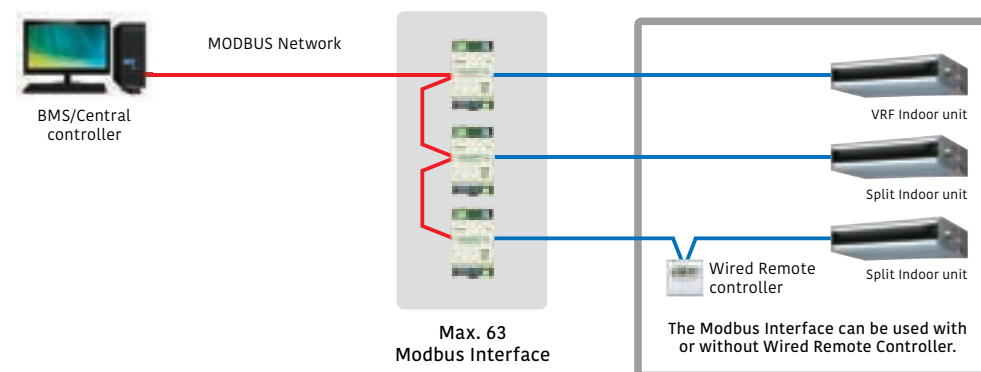 MODBUS Network
BMS/Central
controller
VRF Indoor unit
Split Indoor unit
Wired Remote
controller
Split Indoor unit
Max. 63
Modbus Interface
The Modbus Interface can be used with
or without Wired Remote Controller.